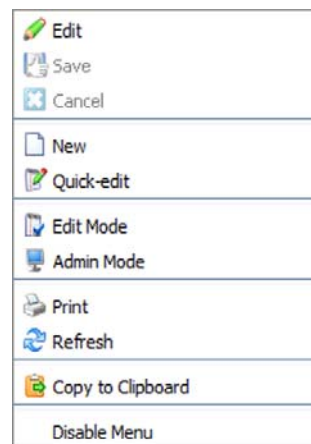 Edit
Save
Cancel
New
Quick-edit
Edit Mode
Admin Mode
Print
Refresh
Copy to Clipboard
Disable Menu